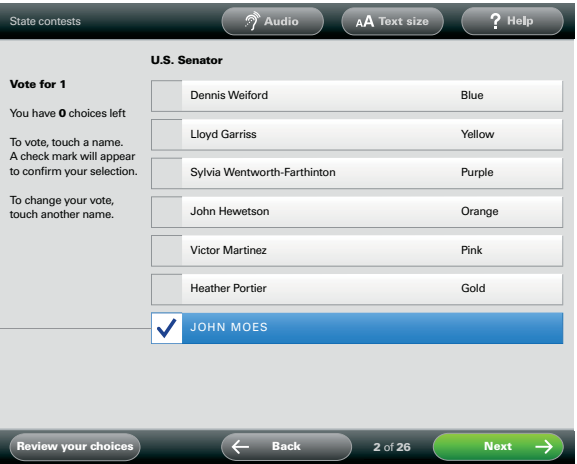 State contests
Audio
AA Text size
? Help
U.S. Senator
Vote for 1
You have 0 choices left
To vote, touch a name.
A check mark will appear
to confirm your selection.
To change your vote,
touch another name.
Dennis Weiford Blue
Lloyd Garriss Yellow
Sylvia Wentworth-Farthinton Purple
John Hewetson Orange
Victor Martinez Pink
Heather Portier Gold
JOHN MOES
Review your choices
← Back
2 of 26
Next →